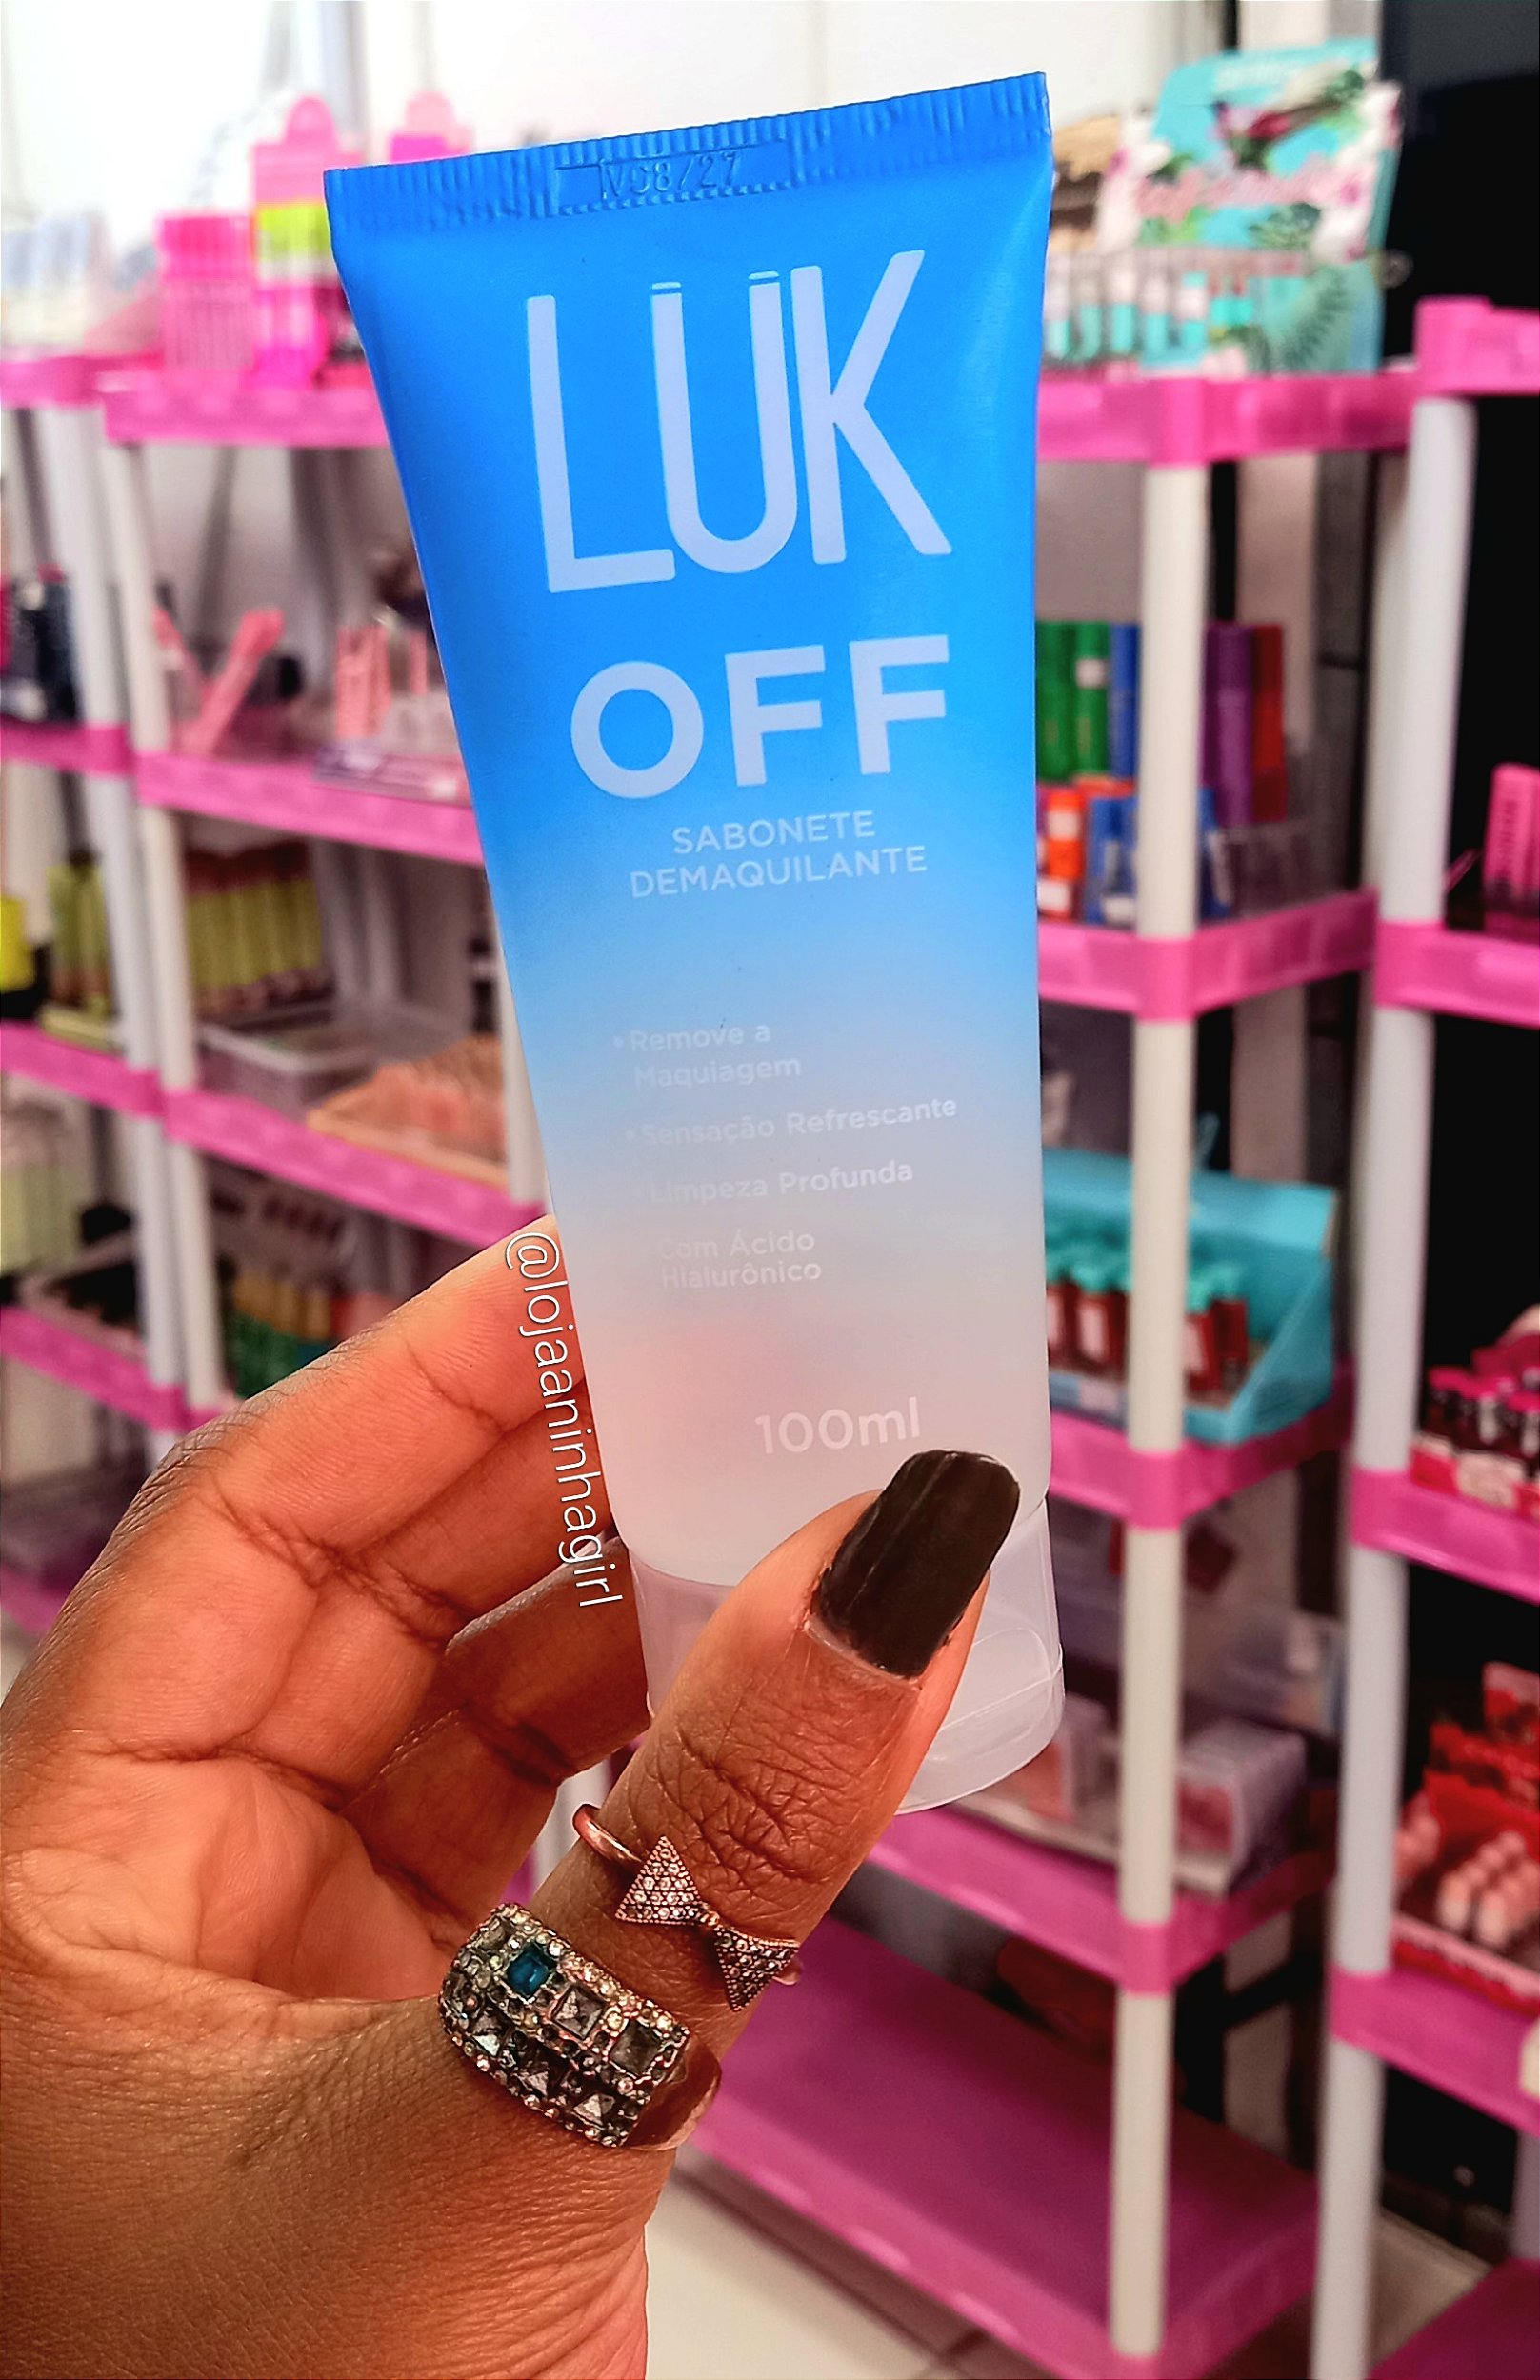 V08/27
LUK
OFF
SABONETE
DEMAQUILANTE
• Remove a
Maquiagem
• Sensação Refrescante
• Limpeza Profunda
• Com Ácido
Hialurônico
100ml
@lojaaninhagirl